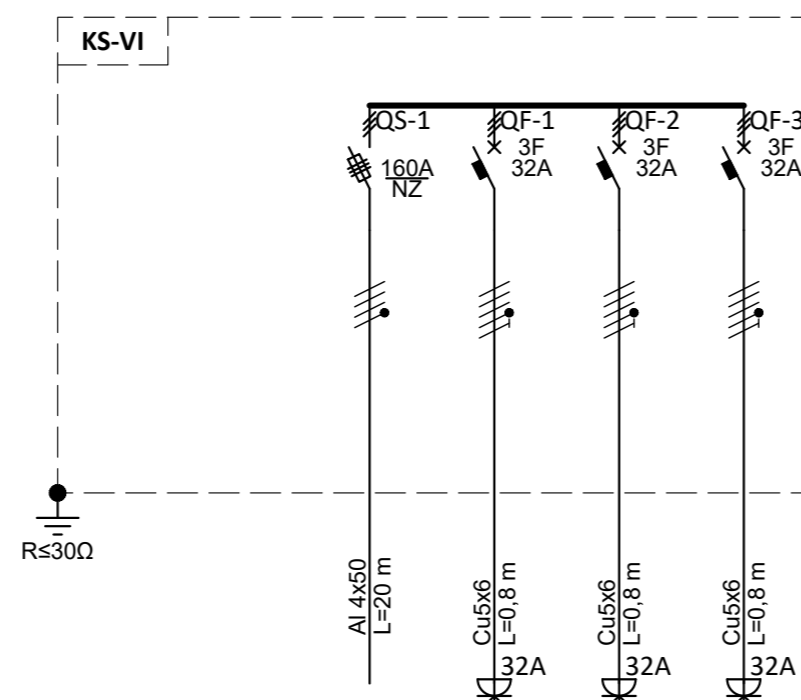 KS-VI
QS-1
160A
NZ
QF-1
3F
32A
QF-2
3F
32A
QF-3
3F
32A
R≤30Ω
Al 4x50
L=20 m
Cu5x6
L=0,8 m
32A
Cu5x6
L=0,8 m
32A
Cu5x6
L=0,8 m
32A